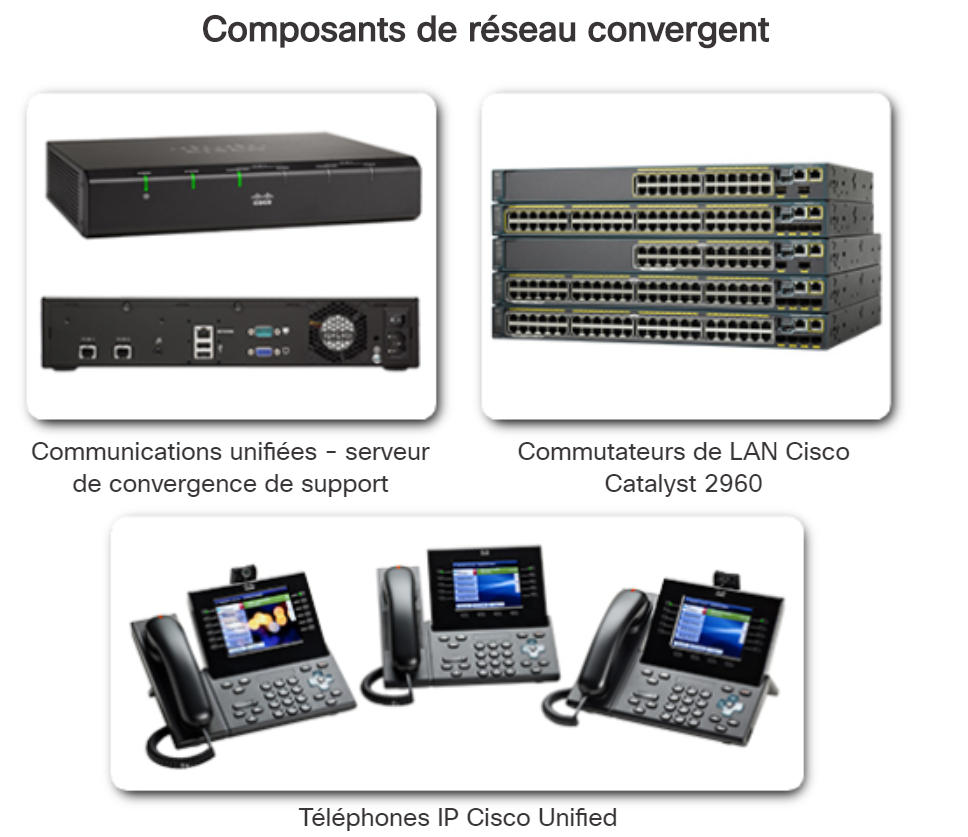 Composants de réseau convergent
CISCO
Communications unifiées - serveur
de convergence de support
Commutateurs de LAN Cisco
Catalyst 2960
Téléphones IP Cisco Unified